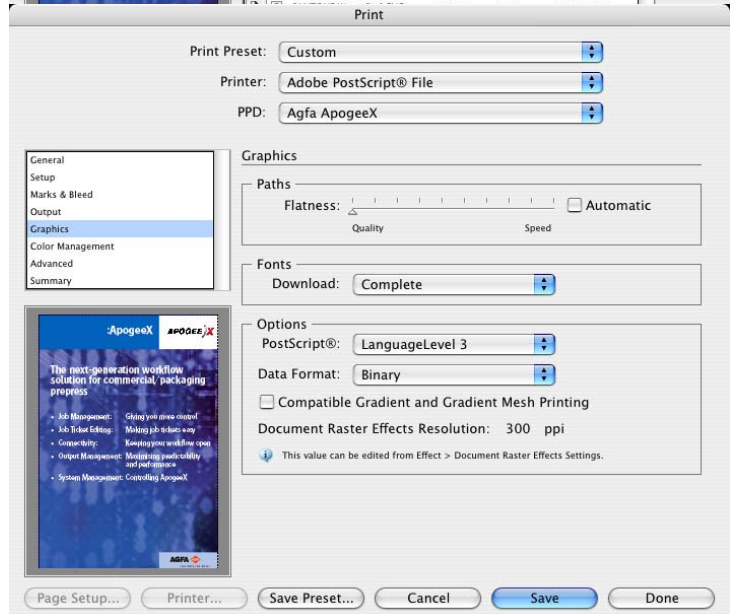 Print
Print Preset: Custom
Printer: Adobe PostScript® File
PPD: Agfa ApogeeX
General
Setup
Marks & Bleed
Output
Graphics
Color Management
Advanced
Summary
Graphics
Paths
Flatness: Automatic
Quality Speed
Fonts
Download: Complete
Options
PostScript®: LanguageLevel 3
Data Format: Binary
Compatible Gradient and Gradient Mesh Printing
Document Raster Effects Resolution: 300 ppi
This value can be edited from Effect > Document Raster Effects Settings.
:ApogeeX APOGEE X
The next-generation workflow
solution for commercial/packaging
prepress
• Job Management: Giving you more control
• Job Ticket Editing: Making job tickets easy
• Connectivity: Keeping your workflow open
• Output Management: Maximising predictability
and performance
• System Management: Controlling ApogeeX
AGFA
Page Setup... Printer... Save Preset... Cancel Save Done